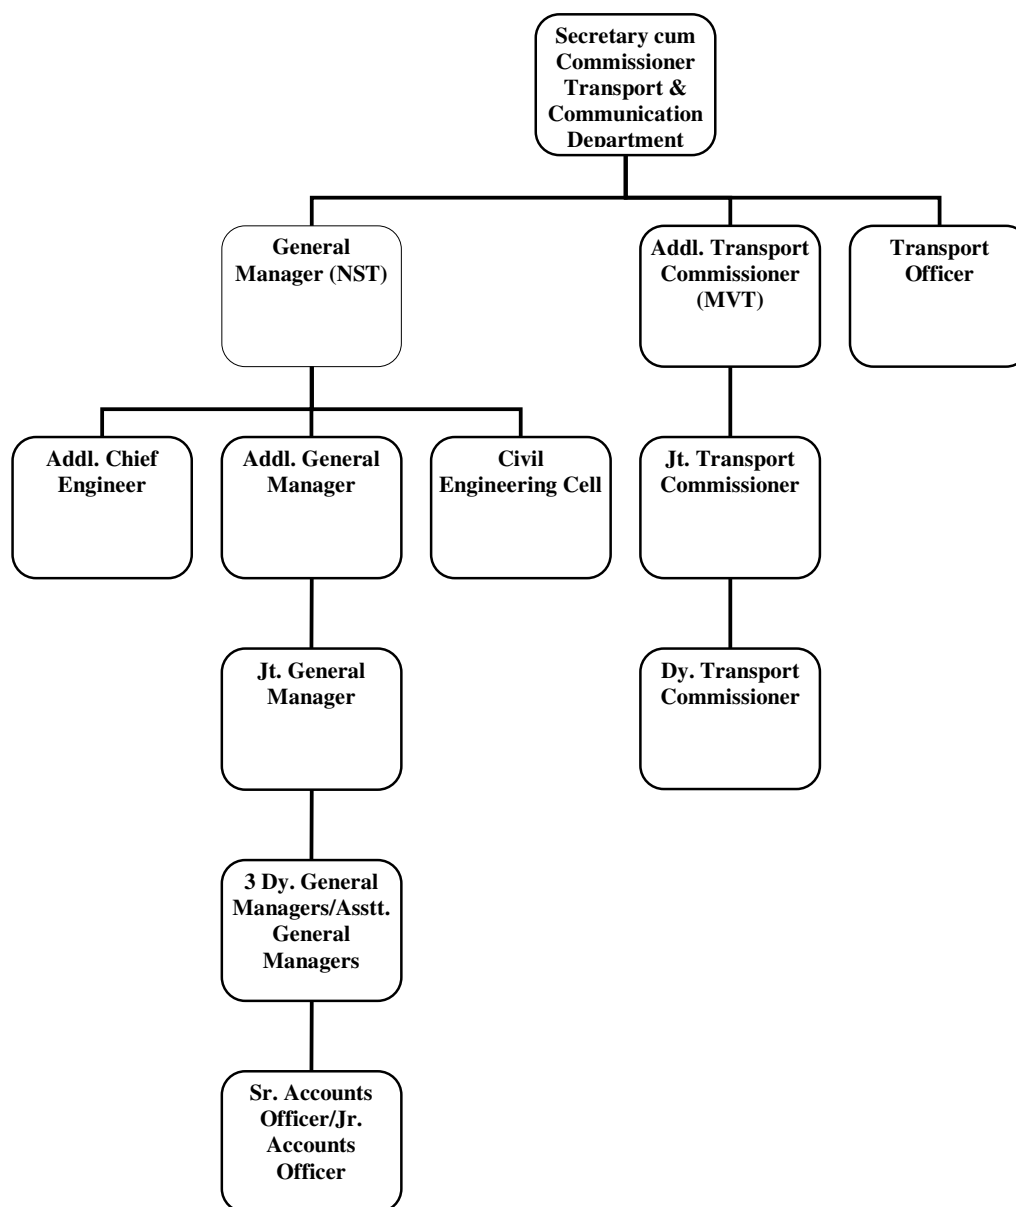 Secretary cum
Commissioner
Transport &
Communication
Department
General
Manager (NST)
Addl. Transport
Commissioner
(MVT)
Transport
Officer
Addl. Chief
Engineer
Addl. General
Manager
Civil
Engineering Cell
Jt. Transport
Commissioner
Jt. General
Manager
Dy. Transport
Commissioner
3 Dy. General
Managers/Asstt.
General
Managers
Sr. Accounts
Officer/Jr.
Accounts
Officer